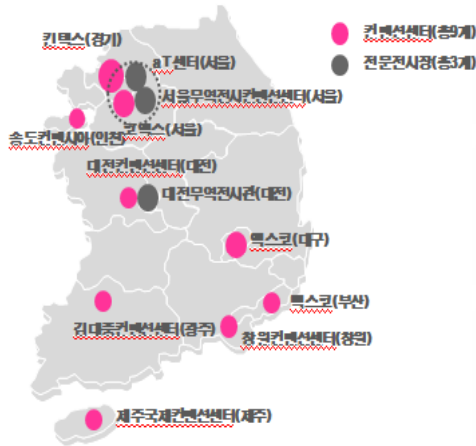 킨텍스(경기)
컨벤션센터(총9개)
aT센터(서울)
전문전시장(총3개)
서울무역전시컨벤션센터(서울)
코엑스(서울)
송도컨벤시아(인천)
대전컨벤션센터(대전)
대전무역전시관(대전)
엑스코(대구)
벡스코(부산)
김대중컨벤션센터(광주)
창원컨벤션센터(창원)
제주국제컨벤션센터(제주)